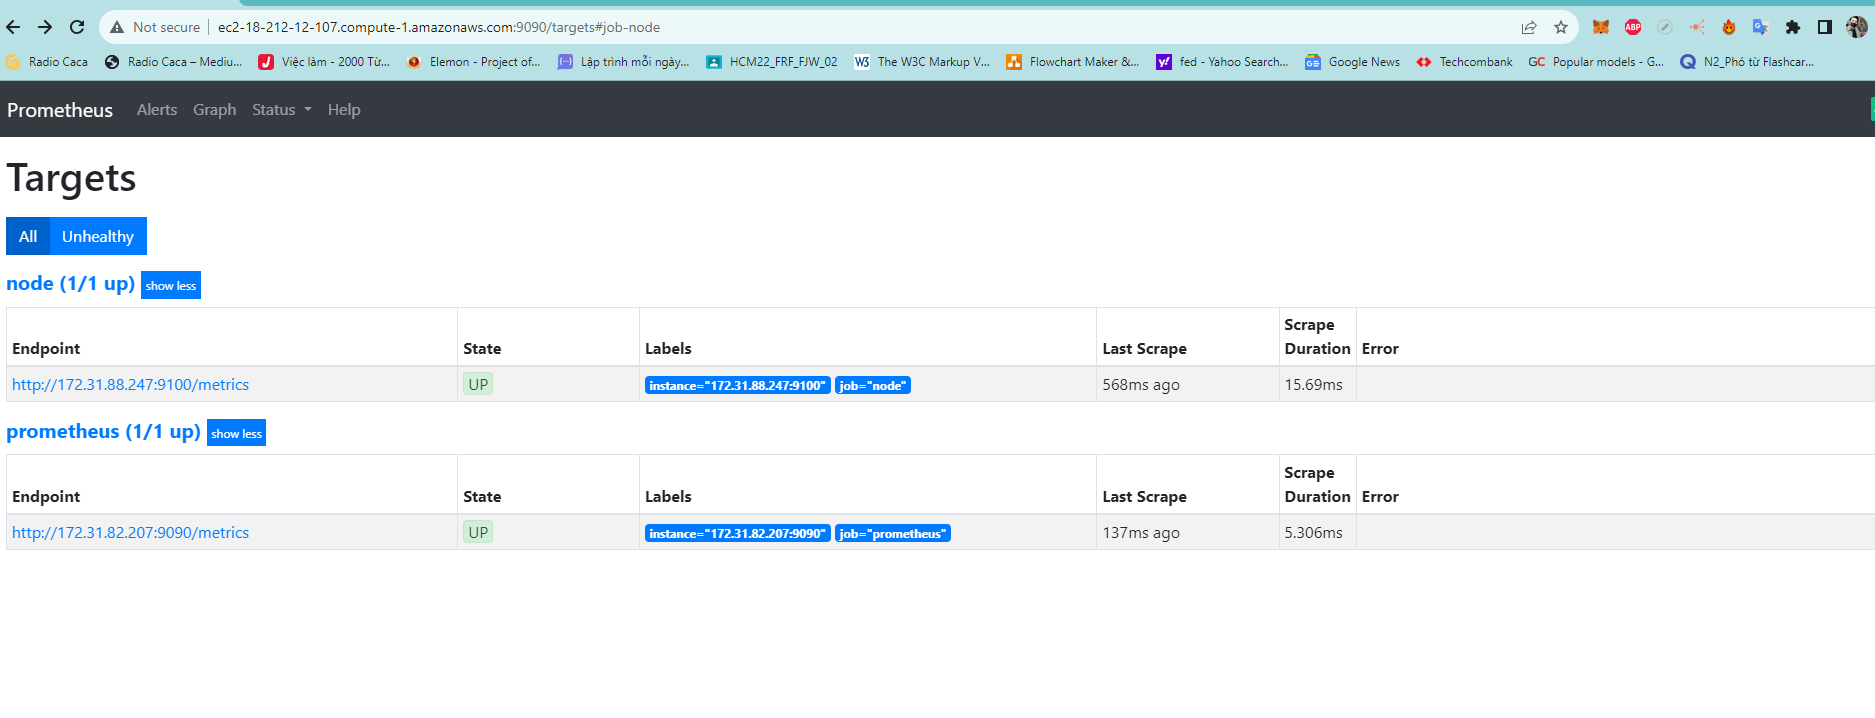 Not secure | ec2-18-212-12-107.compute-1.amazonaws.com:9090/targets#job-node
Radio Caca Radio Caca – Mediu... Việc làm - 2000 Từ... Elemon - Project of... Lập trình mỗi ngày... HCM22_FRF_FJW_02 The W3C Markup V... Flowchart Maker &... fed - Yahoo Search... Google News Techcombank GC Popular models - G... N2_Phó từ Flashcar...
Prometheus Alerts Graph Status Help
Targets
All Unhealthy
node (1/1 up) show less
Endpoint State Labels Last Scrape Scrape Duration Error
http://172.31.88.247:9100/metrics UP instance="172.31.88.247:9100" job="node" 568ms ago 15.69ms
prometheus (1/1 up) show less
Endpoint State Labels Last Scrape Scrape Duration Error
http://172.31.82.207:9090/metrics UP instance="172.31.82.207:9090" job="prometheus" 137ms ago 5.306ms